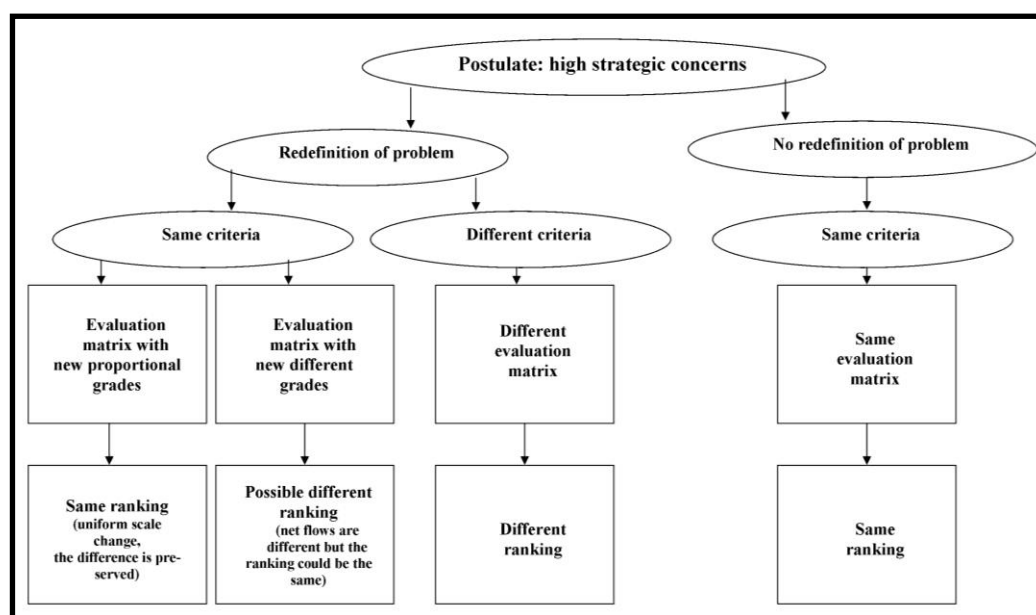 Postulate: high strategic concerns
Redefinition of problem
No redefinition of problem
Same criteria
Different criteria
Same criteria
Evaluation
matrix with
new proportional
grades
Evaluation
matrix with
new different
grades
Different
evaluation
matrix
Same
evaluation
matrix
Same ranking
(uniform scale
change,
the difference is pre-
served)
Possible different
ranking
(net flows are
different but the
ranking could be the
same)
Different
ranking
Same
ranking